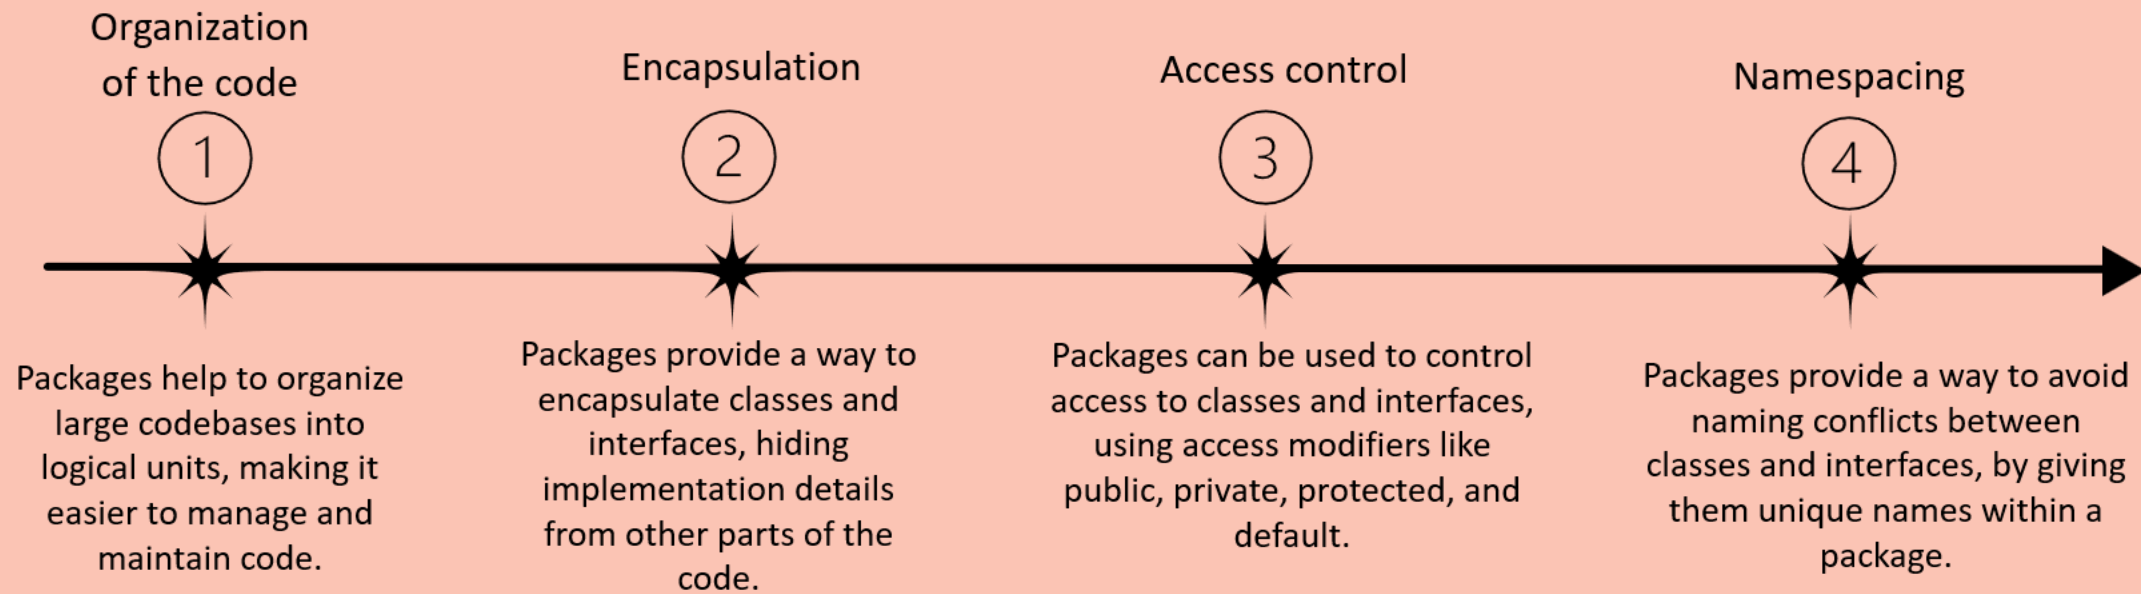 Organization
of the code
1
Packages help to organize
large codebases into
logical units, making it
easier to manage and
maintain code.
Encapsulation
2
Packages provide a way to
encapsulate classes and
interfaces, hiding
implementation details
from other parts of the
code.
Access control
3
Packages can be used to control
access to classes and interfaces,
using access modifiers like
public, private, protected, and
default.
Namespacing
4
Packages provide a way to avoid
naming conflicts between
classes and interfaces, by giving
them unique names within a
package.